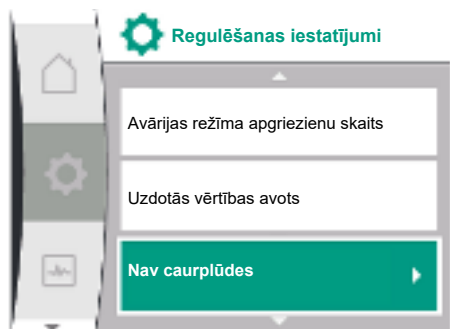 Regulēšanas iestatījumi
Avārijas režīma apgriezienu skaits
Uzdotās vērtības avots
Nav caurplūdes